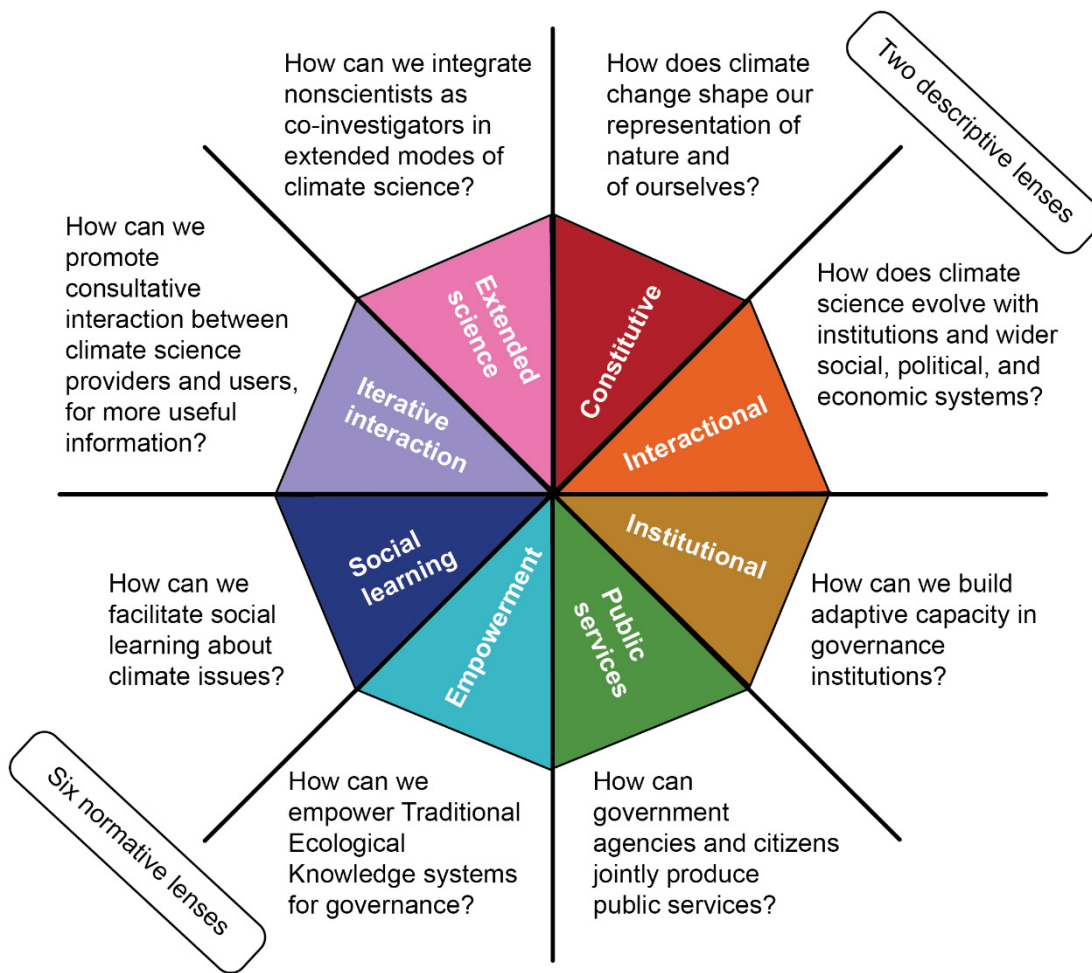 How can we integrate
nonscientists as
co-investigators in
extended modes of
climate science?
How does climate
change shape our
representation of
nature and
of ourselves?
Two descriptive lenses
How can we
promote
consultative
interaction between
climate science
providers and users,
for more useful
information?
Extended
science
Constitutive
How does climate
science evolve with
institutions and wider
social, political, and
economic systems?
Iterative
interaction
Interactional
Social
learning
Institutional
Empowerment
Public
services
How can we
facilitate social
learning about
climate issues?
How can we build
adaptive capacity in
governance
institutions?
Six normative lenses
How can we
empower Traditional
Ecological
Knowledge systems
for governance?
How can
government
agencies and citizens
jointly produce
public services?